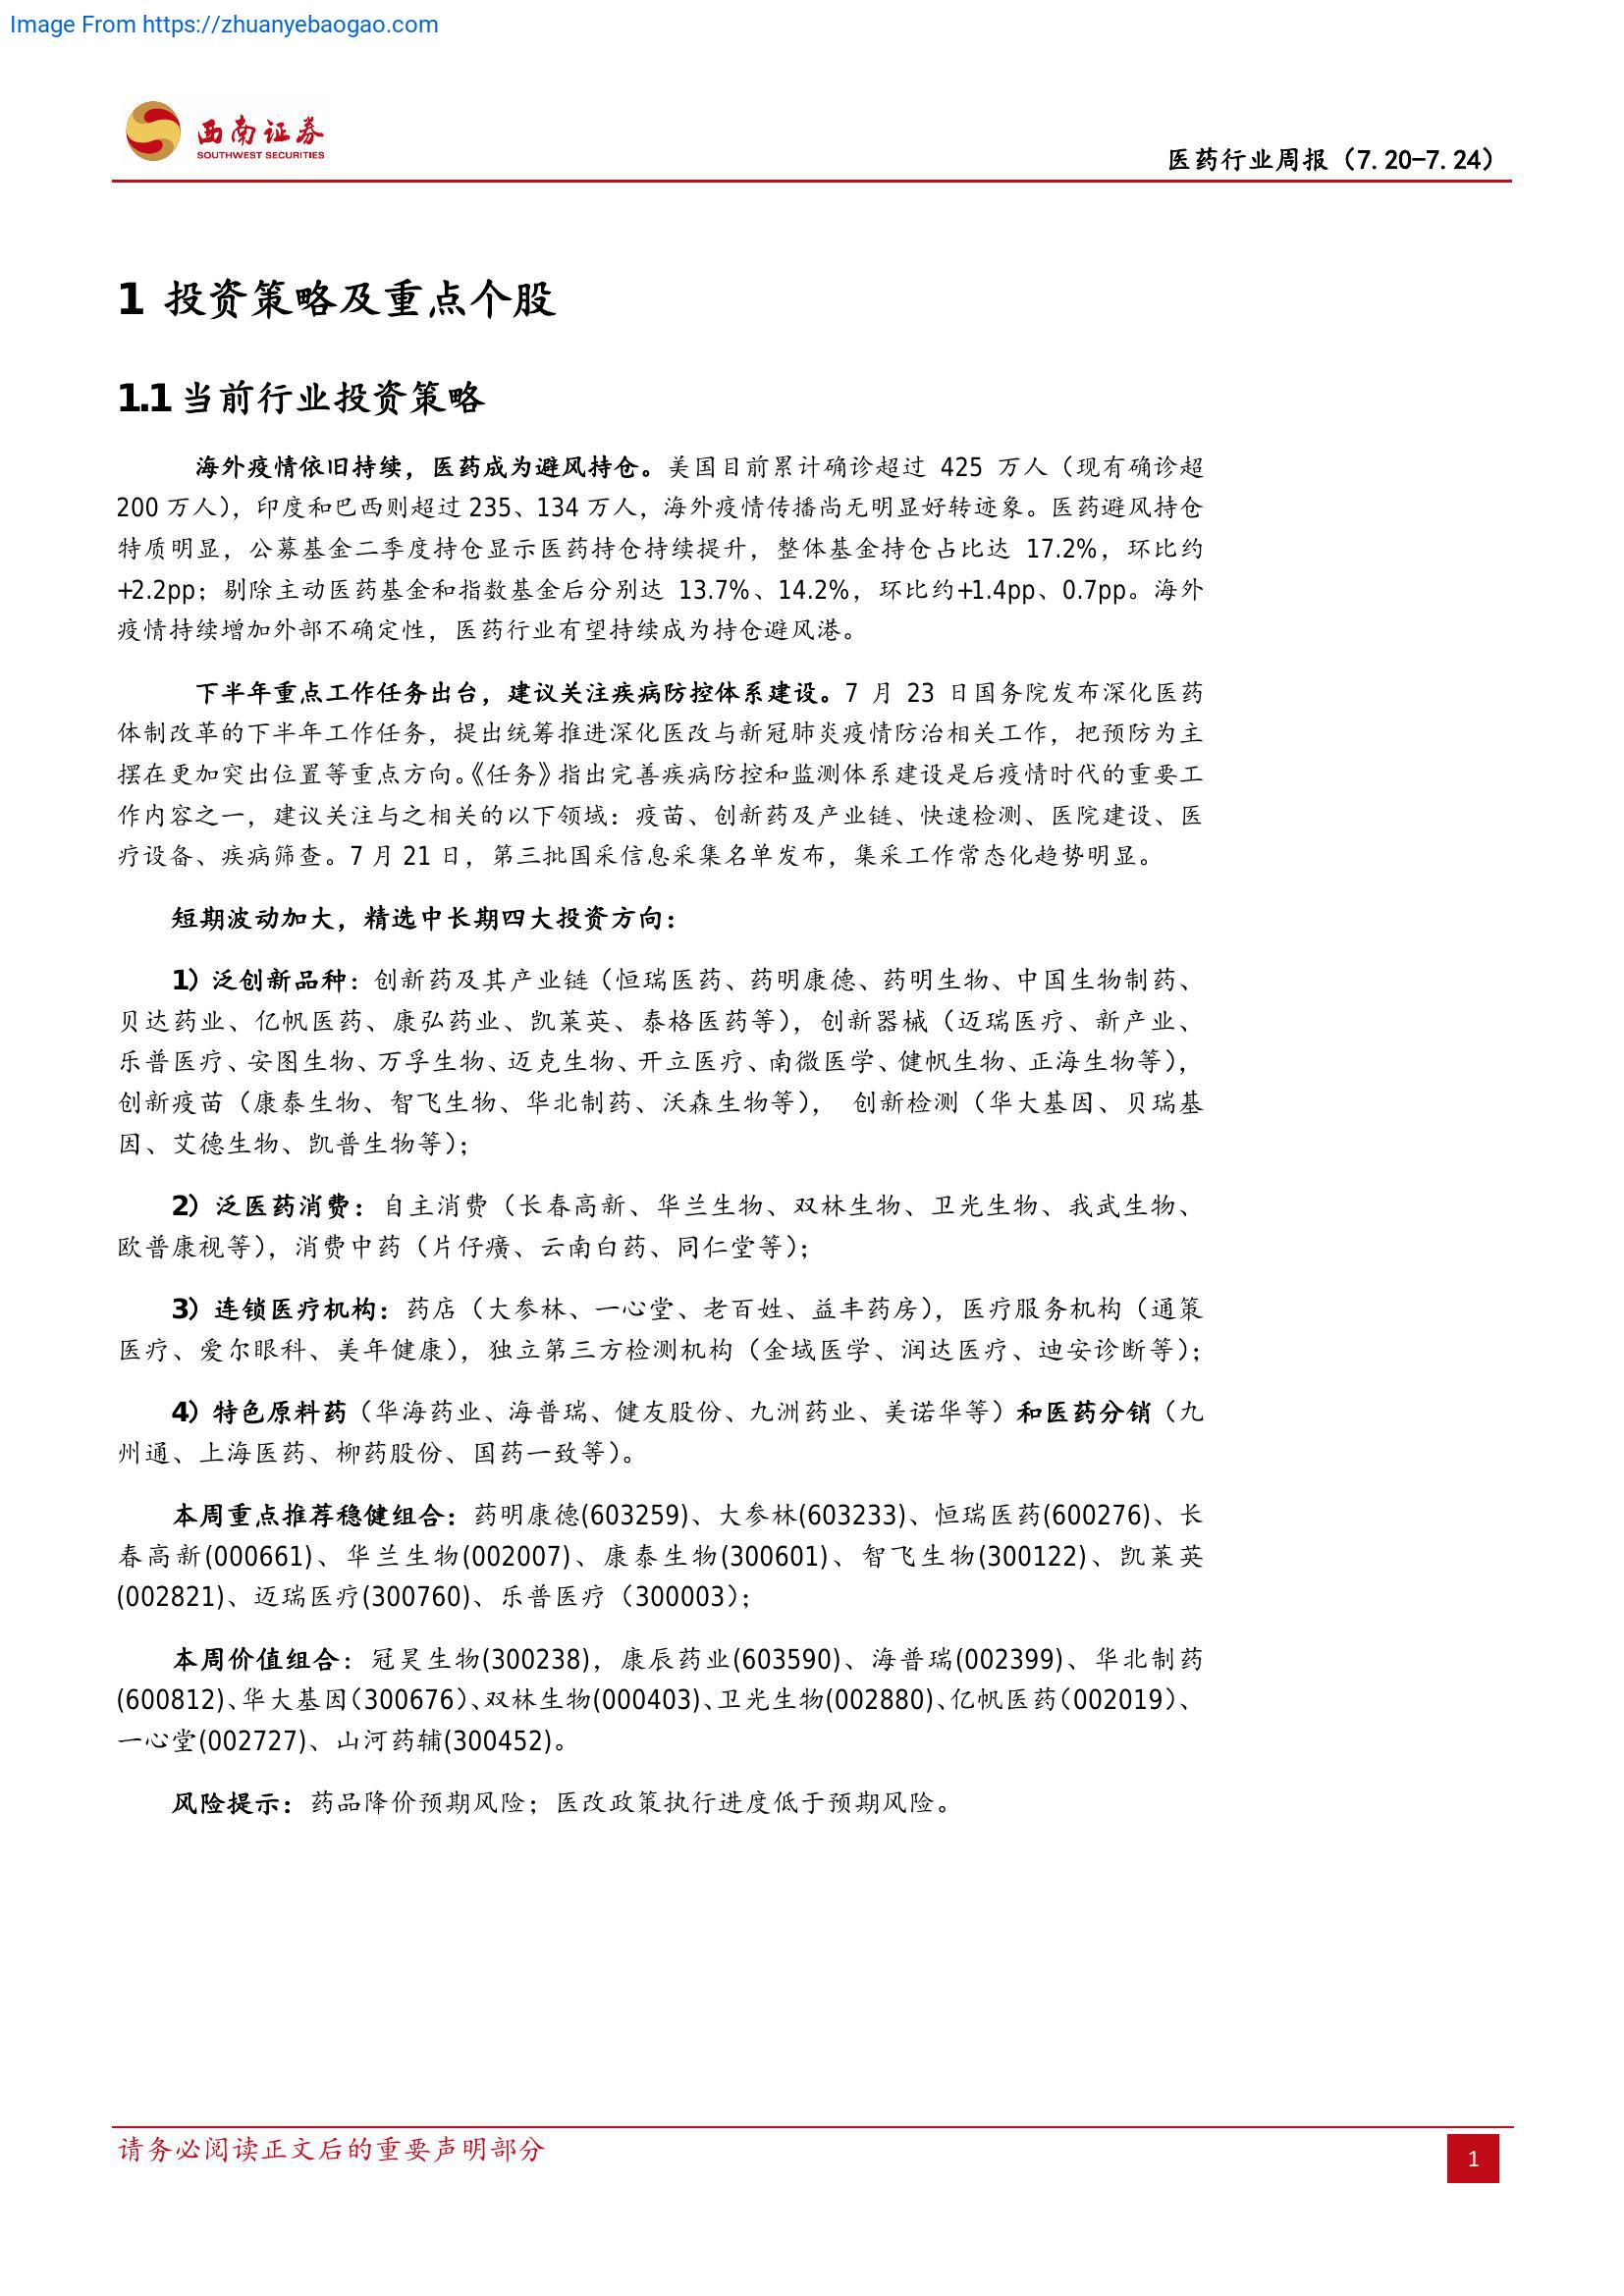 Image From https://zhuanyebaogao.com
西南证券
SOUTHWEST SECURITIES
医药行业周报（7.20-7.24）
1 投资策略及重点个股
1.1 当前行业投资策略
海外疫情依旧持续，医药成为避风持仓。美国目前累计确诊超过 425 万人（现有确诊超
200 万人），印度和巴西则超过 235、134 万人，海外疫情传播尚无明显好转迹象。医药避风持仓
特质明显，公募基金二季度持仓显示医药持仓持续提升，整体基金持仓占比达 17.2%，环比约
+2.2pp；剔除主动医药基金和指数基金后分别达 13.7%、14.2%，环比约+1.4pp、0.7pp。海外
疫情持续增加外部不确定性，医药行业有望持续成为持仓避风港。
下半年重点工作任务出台，建议关注疾病防控体系建设。7 月 23 日国务院发布深化医药
体制改革的下半年工作任务，提出统筹推进深化医改与新冠肺炎疫情防治相关工作，把预防为主
摆在更加突出位置等重点方向。《任务》指出完善疾病防控和监测体系建设是后疫情时代的重要工
作内容之一，建议关注与之相关的以下领域：疫苗、创新药及产业链、快速检测、医院建设、医
疗设备、疾病筛查。7 月 21 日，第三批国采信息采集名单发布，集采工作常态化趋势明显。
短期波动加大，精选中长期四大投资方向：
1）泛创新品种：创新药及其产业链（恒瑞医药、药明康德、药明生物、中国生物制药、
贝达药业、亿帆医药、康弘药业、凯莱英、泰格医药等），创新器械（迈瑞医疗、新产业、
乐普医疗、安图生物、万孚生物、迈克生物、开立医疗、南微医学、健帆生物、正海生物等），
创新疫苗（康泰生物、智飞生物、华北制药、沃森生物等）， 创新检测（华大基因、贝瑞基
因、艾德生物、凯普生物等）；
2）泛医药消费：自主消费（长春高新、华兰生物、双林生物、卫光生物、我武生物、
欧普康视等），消费中药（片仔癀、云南白药、同仁堂等）；
3）连锁医疗机构：药店（大参林、一心堂、老百姓、益丰药房），医疗服务机构（通策
医疗、爱尔眼科、美年健康），独立第三方检测机构（金域医学、润达医疗、迪安诊断等）；
4）特色原料药（华海药业、海普瑞、健友股份、九洲药业、美诺华等）和医药分销（九
州通、上海医药、柳药股份、国药一致等）。
本周重点推荐稳健组合：药明康德(603259)、大参林(603233)、恒瑞医药(600276)、长
春高新(000661)、华兰生物(002007)、康泰生物(300601)、智飞生物(300122)、凯莱英
(002821)、迈瑞医疗(300760)、乐普医疗（300003）；
本周价值组合：冠昊生物(300238)，康辰药业(603590)、海普瑞(002399)、华北制药
(600812)、华大基因（300676）、双林生物(000403)、卫光生物(002880)、亿帆医药（002019）、
一心堂(002727)、山河药辅(300452)。
风险提示：药品降价预期风险；医改政策执行进度低于预期风险。
请务必阅读正文后的重要声明部分
1